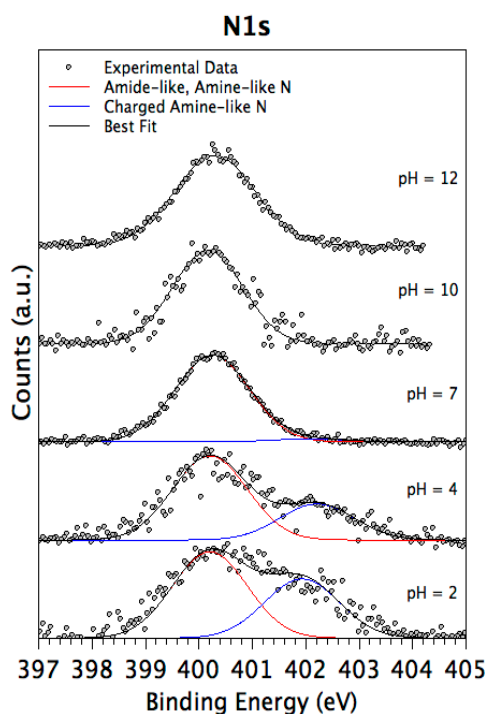 N1s
Experimental Data
Amide-like, Amine-like N
Charged Amine-like N
Best Fit
pH = 12
pH = 10
pH = 7
pH = 4
pH = 2
Counts (a.u.)
397 398 399 400 401 402 403 404 405
Binding Energy (eV)